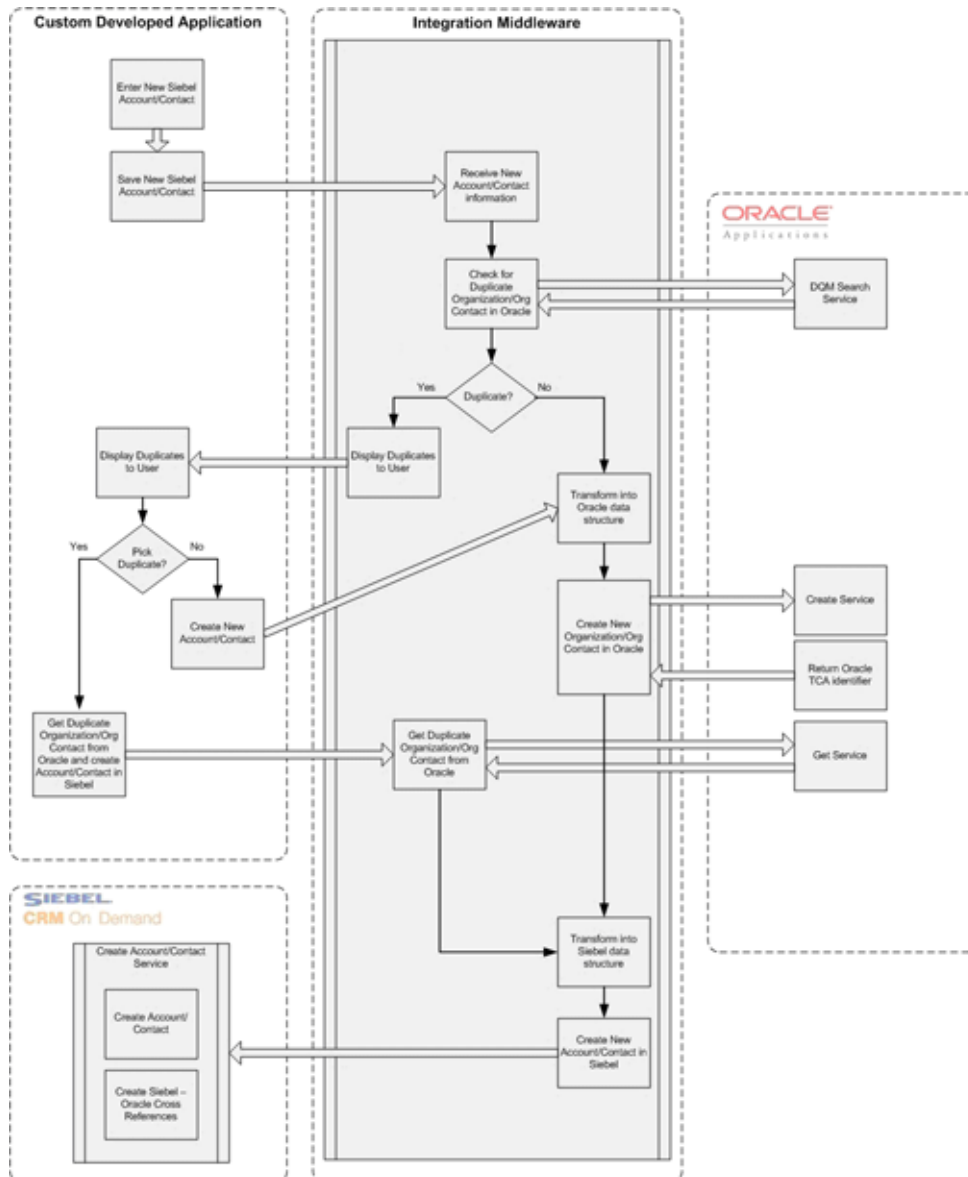 Custom Developed Application
Integration Middleware
Enter New Siebel
Account/Contact
Save New Siebel
Account/Contact
Receive New
Account/Contact
information
ORACLE®
Applications
Check for
Duplicate
Organization/Org
Contact in Oracle
DQM Search
Service
Duplicate?
Yes
No
Display Duplicates
to User
Display Duplicates
to User
Transform into
Oracle data
structure
Pick
Duplicate?
Yes
No
Create New
Account/Contact
Create New
Organization/Org
Contact in Oracle
Create Service
Return Oracle
TCA identifier
Get Duplicate
Organization/Org
Contact from
Oracle and create
Account/Contact in
Siebel
Get Duplicate
Organization/Org
Contact from
Oracle
Get Service
SIEBEL
CRM On Demand
Create Account/Contact
Service
Create Account/
Contact
Create Siebel –
Oracle Cross
References
Transform into
Siebel data
structure
Create New
Account/Contact in
Siebel